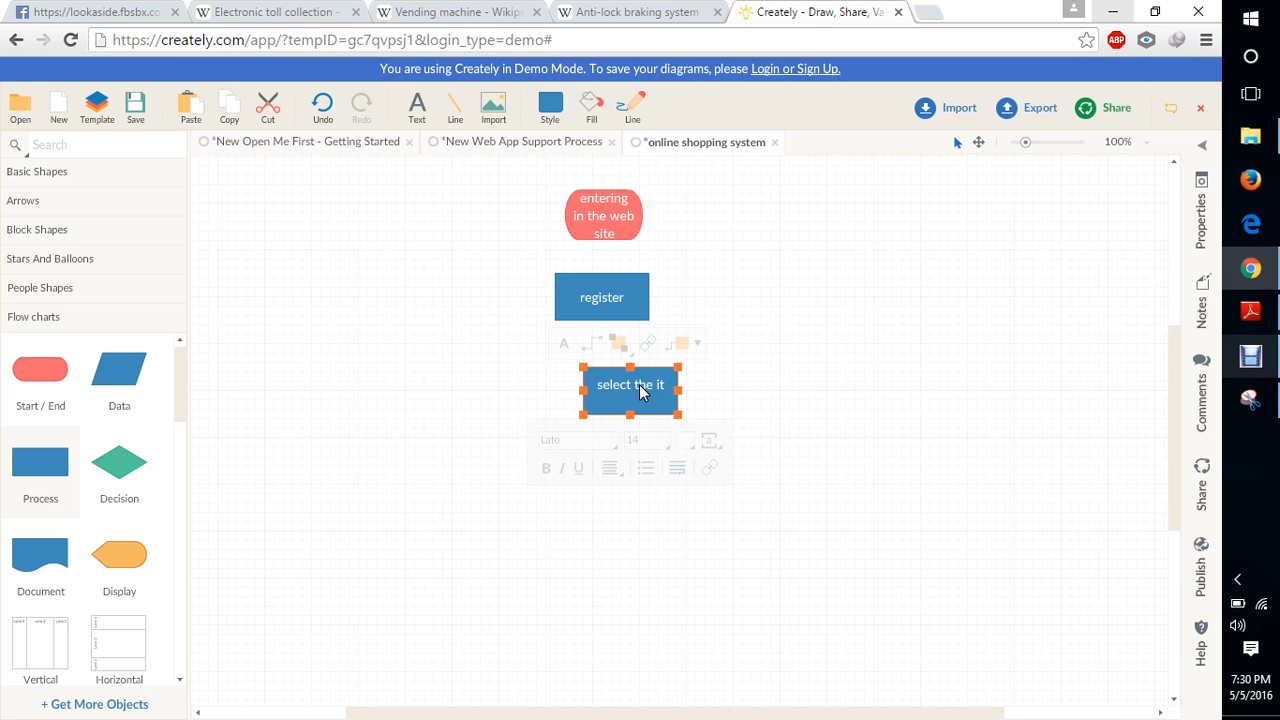 https://lookaside.fbsbx.c
Electronic toll collection -
Vending machine - Wikipe
Anti-lock braking system
Creately - Draw, Share, Va
https://creately.com/app/?tempID=gc7qvpsj1&login_type=demo#
ABP
You are using Creately in Demo Mode. To save your diagrams, please Login or Sign Up.
Open
New
Template
Save
Paste
Copy
Cut
Undo
Redo
Text
Line
Import
Style
Fill
Line
Import
Export
Share
Search
*New Open Me First - Getting Started
*New Web App Support Process
*online shopping system
100%
Basic Shapes
Arrows
Block Shapes
Stars And Balloons
People Shapes
Flow charts
Start / End
Data
Process
Decision
Document
Display
Vertical
Horizontal
+ Get More Objects
entering
in the web
site
register
select the it
Lato
14
B I U
Properties
Notes
Comments
Share
Publish
Help
7:30 PM
5/5/2016